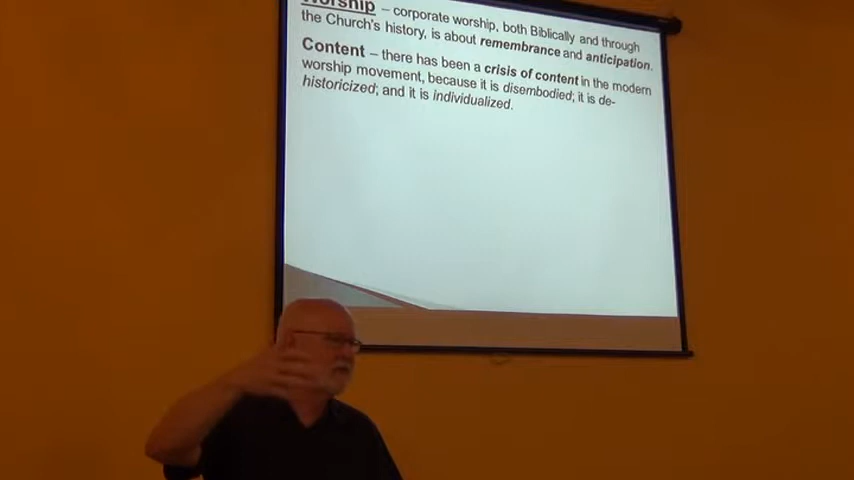 Worship – corporate worship, both Biblically and through
the Church's history, is about remembrance and anticipation.
Content – there has been a crisis of content in the modern
worship movement, because it is disembodied; it is de-
historicized; and it is individualized.